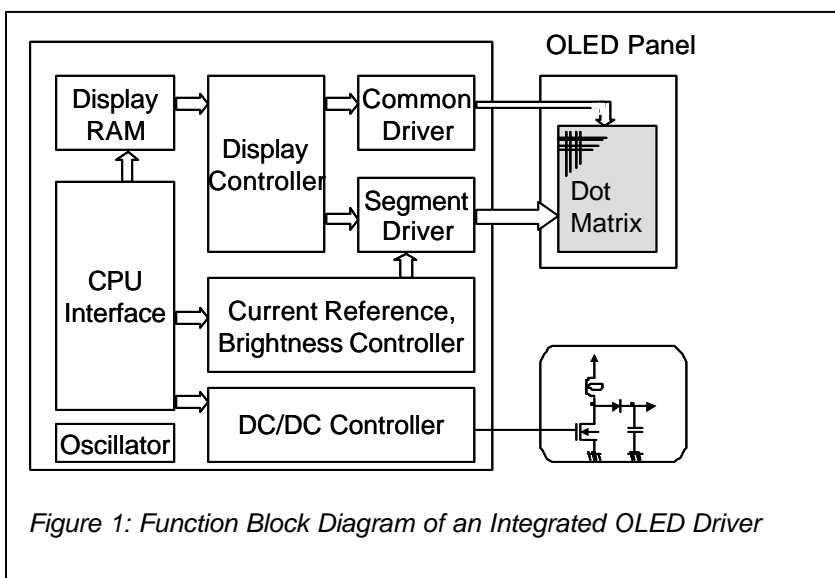 OLED Panel
Display
RAM
Display
Controller
Common
Driver
Segment
Driver
Dot
Matrix
CPU
Interface
Current Reference,
Brightness Controller
DC/DC Controller
Oscillator
Figure 1: Function Block Diagram of an Integrated OLED Driver